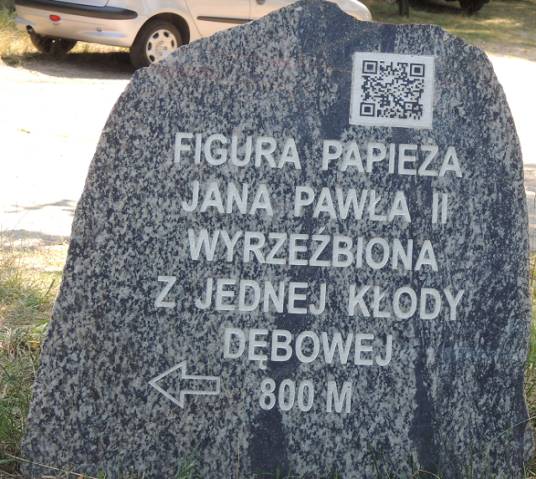 FIGURA PAPIEŻA
JANA PAWŁA II
WYRZEŹBIONA
Z JEDNEJ KŁODY
DĘBOWEJ
800 M